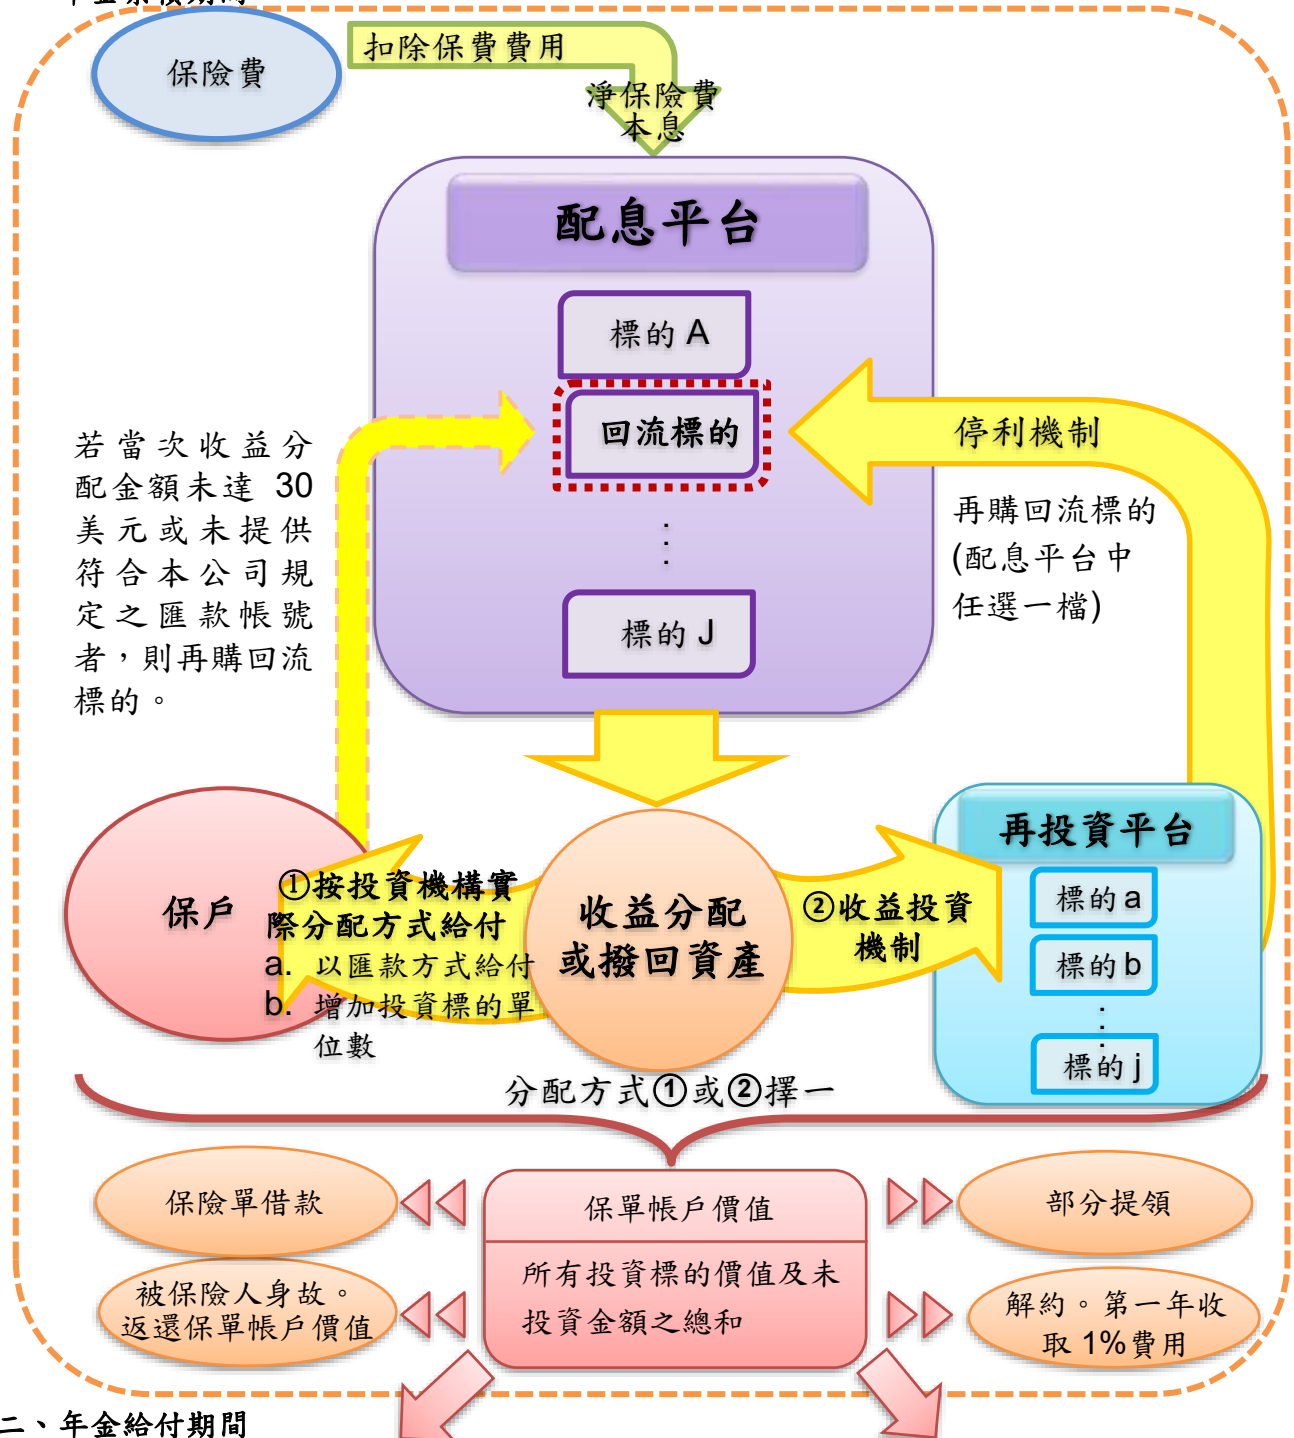 保險費
扣除保費費用
淨保險費
本息
配息平台
標的 A
回流標的
⋮
標的 J
若當次收益分
配金額未達 30
美元或未提供
符合本公司規
定之匯款帳號
者，則再購回流
標的。
停利機制
再購回流標的
(配息平台中
任選一檔)
保戶
①按投資機構實
際分配方式給付
a. 以匯款方式給付
b. 增加投資標的單
位數
收益分配
或撥回資產
②收益投資
機制
再投資平台
標的 a
標的 b
⋮
標的 j
分配方式①或②擇一
保險單借款
保單帳戶價值
部分提領
被保險人身故。
返還保單帳戶價值
所有投資標的價值及未
投資金額之總和
解約。第一年收
取 1%費用
二、年金給付期間